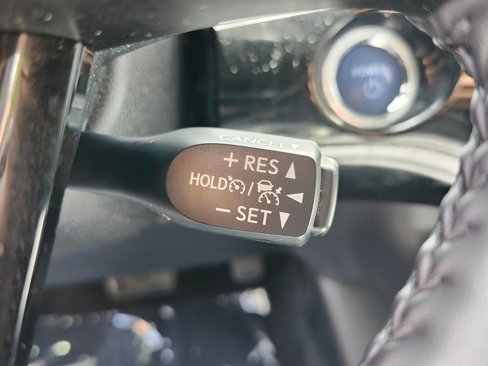 CANCEL
+ RES
HOLD /
- SET
POWER